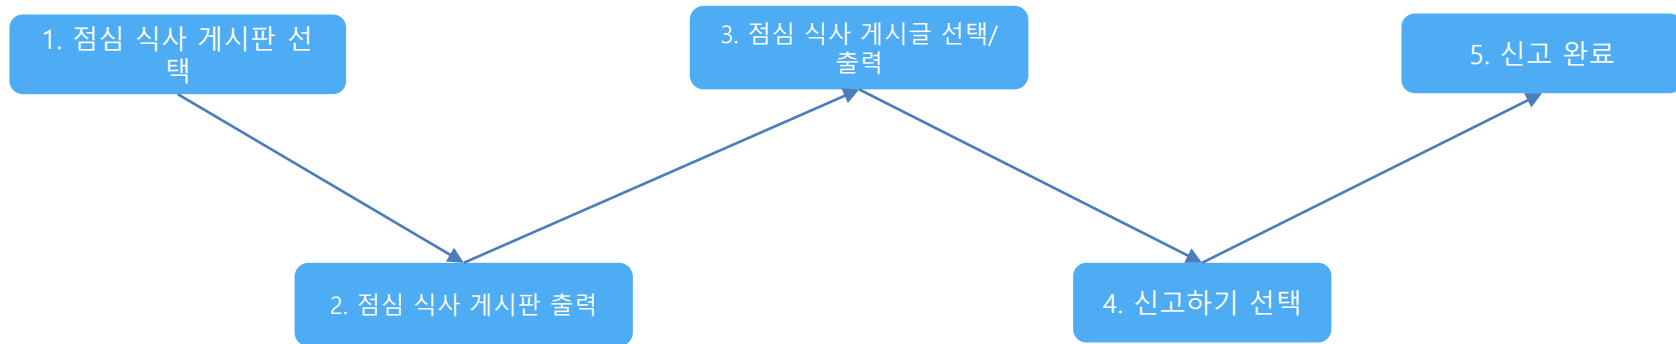 1. 점심 식사 게시판 선
택
2. 점심 식사 게시판 출력
3. 점심 식사 게시글 선택/
출력
4. 신고하기 선택
5. 신고 완료